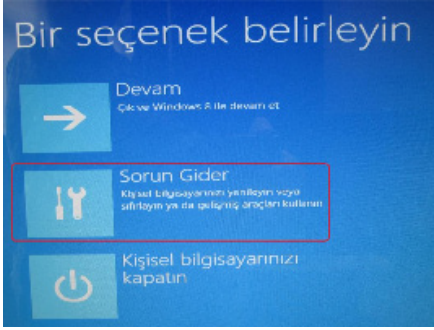 Bir seçenek belirleyin
Devam
Çık ve Windows 8 ile devam et
Sorun Gider
Kişisel bilgisayarınızı yenileyin veya
sıfırlayın ya da gelişmiş araçları kullanın
Kişisel bilgisayarınızı
kapatın